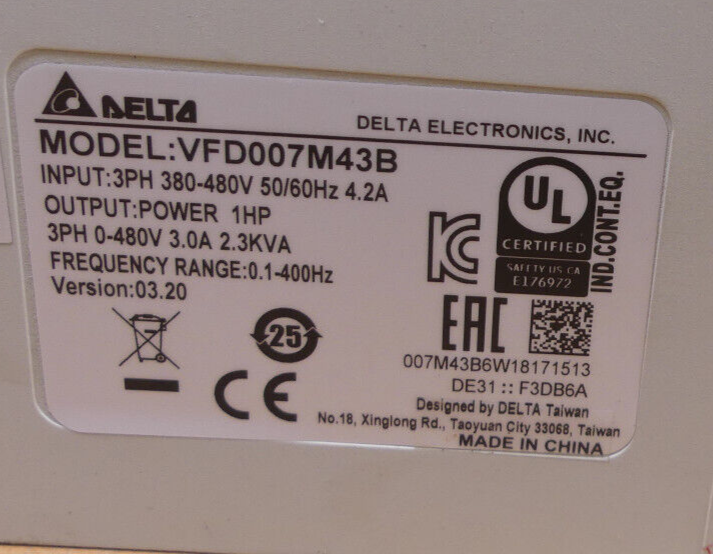 DELTA
DELTA ELECTRONICS, INC.
MODEL:VFD007M43B
INPUT:3PH 380-480V 50/60Hz 4.2A
OUTPUT:POWER 1HP
3PH 0-480V 3.0A 2.3KVA
FREQUENCY RANGE:0.1-400Hz
Version:03.20
25
CE
KC
UL
CERTIFIED
SAFETY US CA
E176972
IND.CONT.EQ.
EAC
007M43B6W18171513
DE31 :: F3DB6A
Designed by DELTA Taiwan
No.18, Xinglong Rd., Taoyuan City 33068, Taiwan
MADE IN CHINA